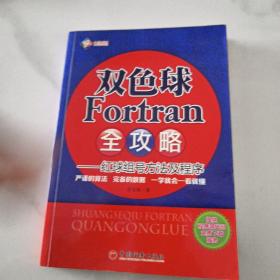 双色球
Fortran
全攻略
——红球组号方法及程序
严谨的算法 完备的数据 一学就会一看就懂
SHUANGSEQIU FORTRAN
QUANGONGLUE